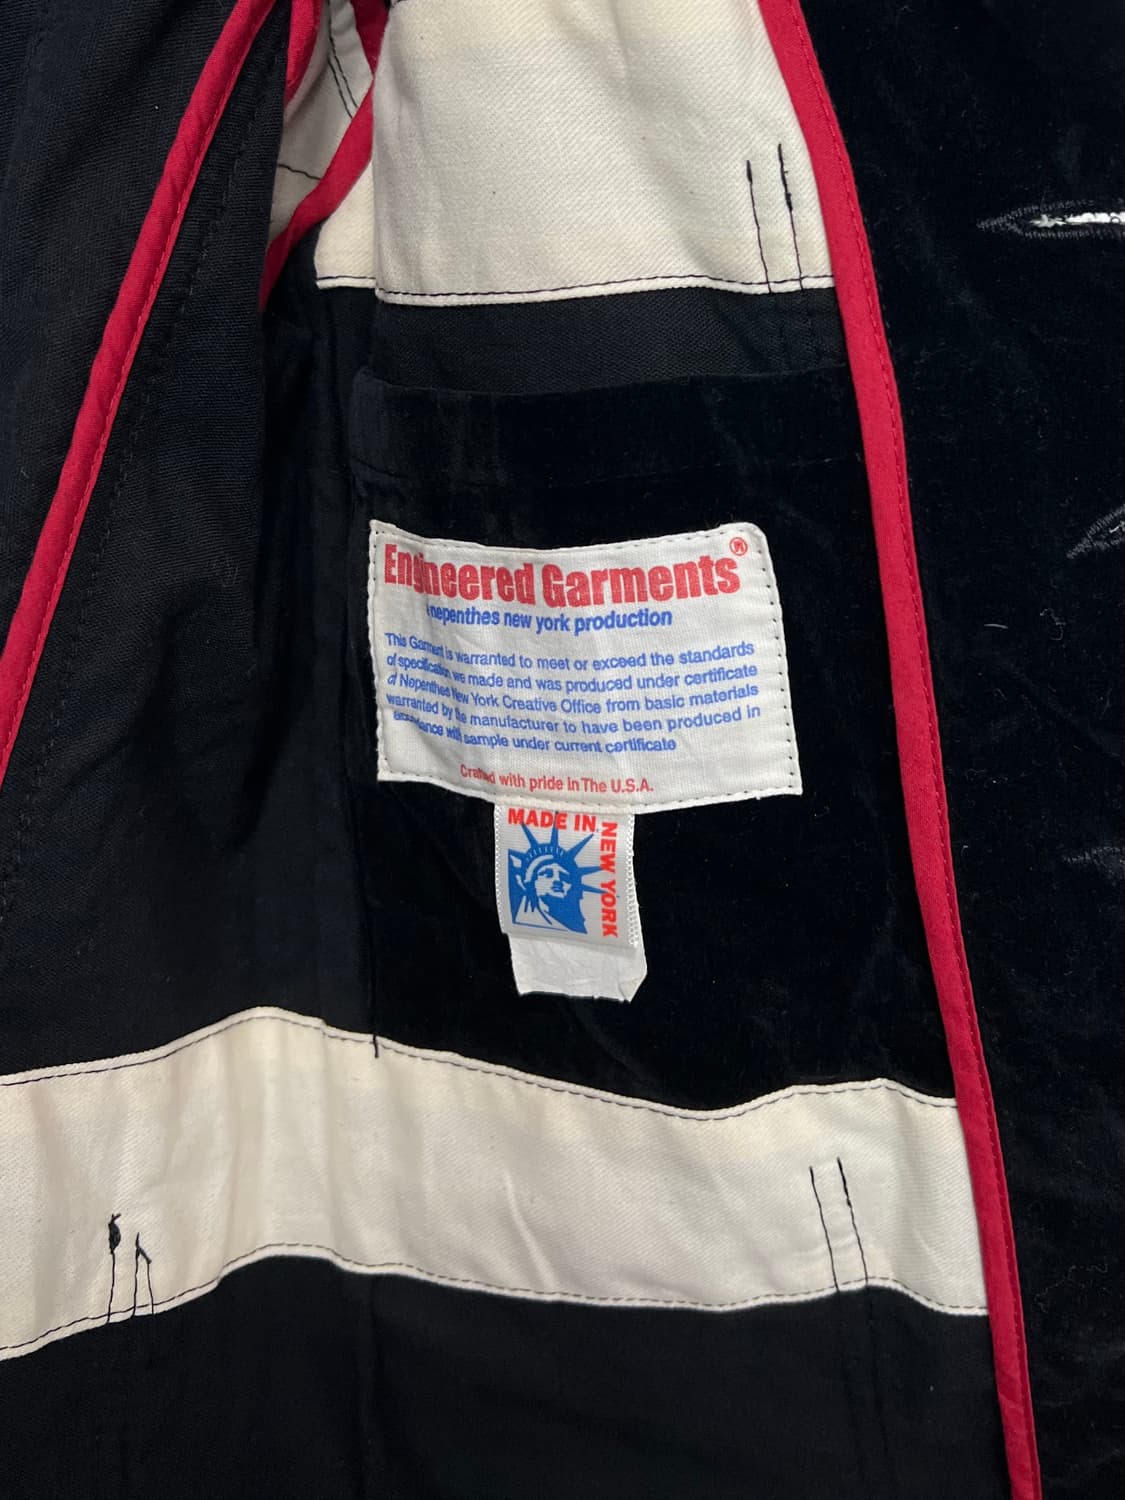 Engineered Garments®
nepenthes new york production
This Garment is warranted to meet or exceed the standards
of specification we made and was produced under certificate
of Nepenthes New York Creative Office from basic materials
warranted by the manufacturer to have been produced in
with sample under current certificate
Crafted with pride in The U.S.A.
MADE IN
NEW YORK